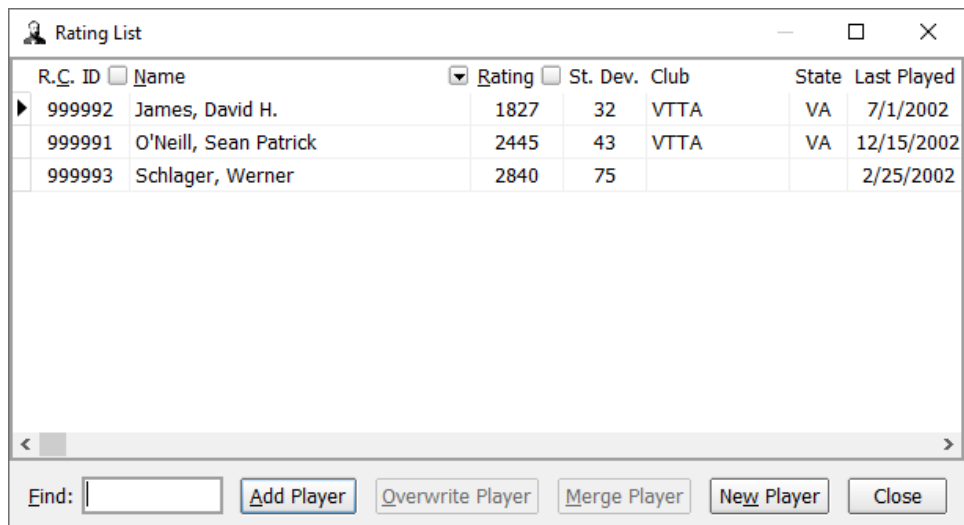 Rating List
R.C. ID Name Rating St. Dev. Club State Last Played
999992 James, David H. 1827 32 VTTA VA 7/1/2002
999991 O'Neill, Sean Patrick 2445 43 VTTA VA 12/15/2002
999993 Schlager, Werner 2840 75 2/25/2002
Find: Add Player Overwrite Player Merge Player New Player Close